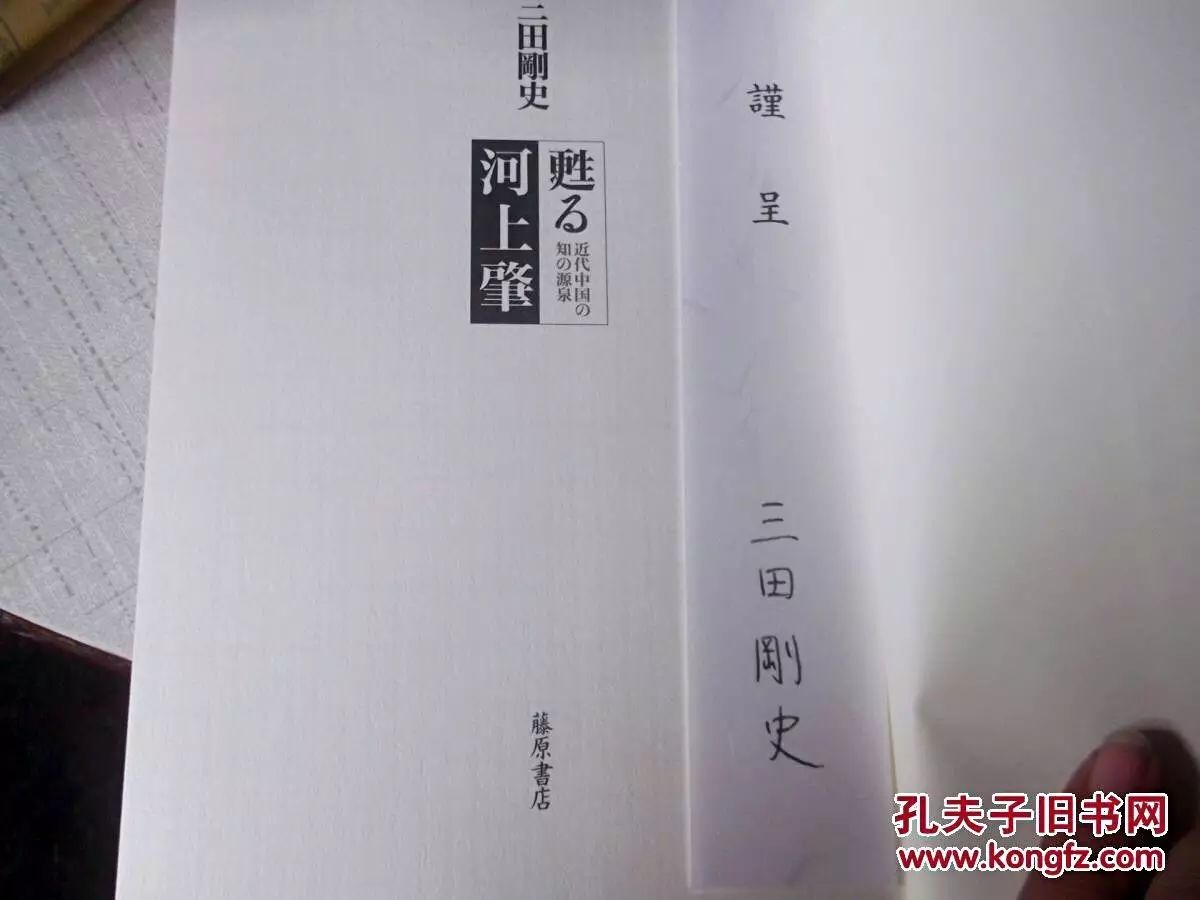 謹呈
三田剛史
三田剛史
甦る
近代中国の
知の源泉
河上肇
藤原書店
孔夫子旧书网
www.kongfz.com